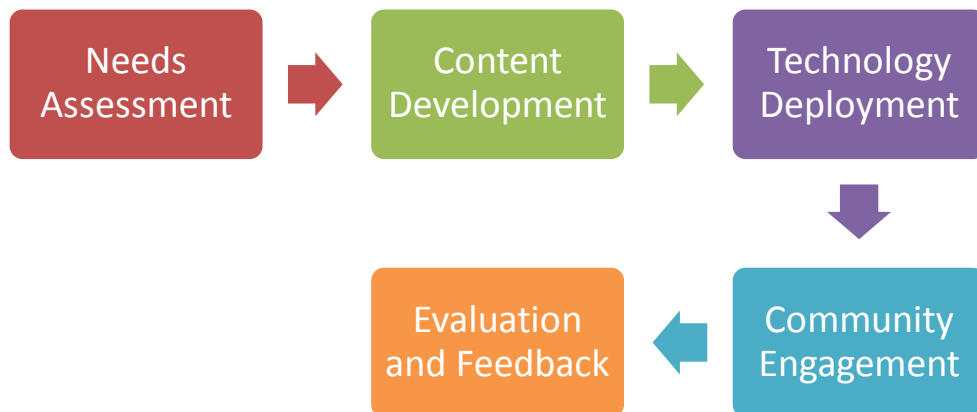 Needs
Assessment
Content
Development
Technology
Deployment
Community
Engagement
Evaluation
and Feedback